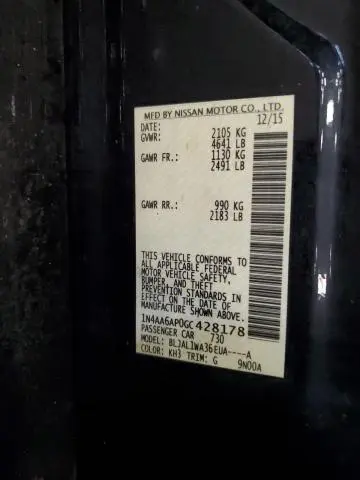 MFD BY NISSAN MOTOR CO., LTD.
DATE: 12/15
GVWR: 2105 KG
4641 LB
GAWR FR.: 1130 KG
2491 LB
GAWR RR.: 990 KG
2183 LB
THIS VEHICLE CONFORMS TO
ALL APPLICABLE FEDERAL
MOTOR VEHICLE SAFETY,
BUMPER, AND THEFT
PREVENTION STANDARDS IN
EFFECT ON THE DATE OF
MANUFACTURE SHOWN ABOVE.
1N4AA6AP0GC428178
PASSENGER CAR 730
MODEL: BLJALIWA36EUA----A
COLOR: KH3 TRIM: G 9N00A